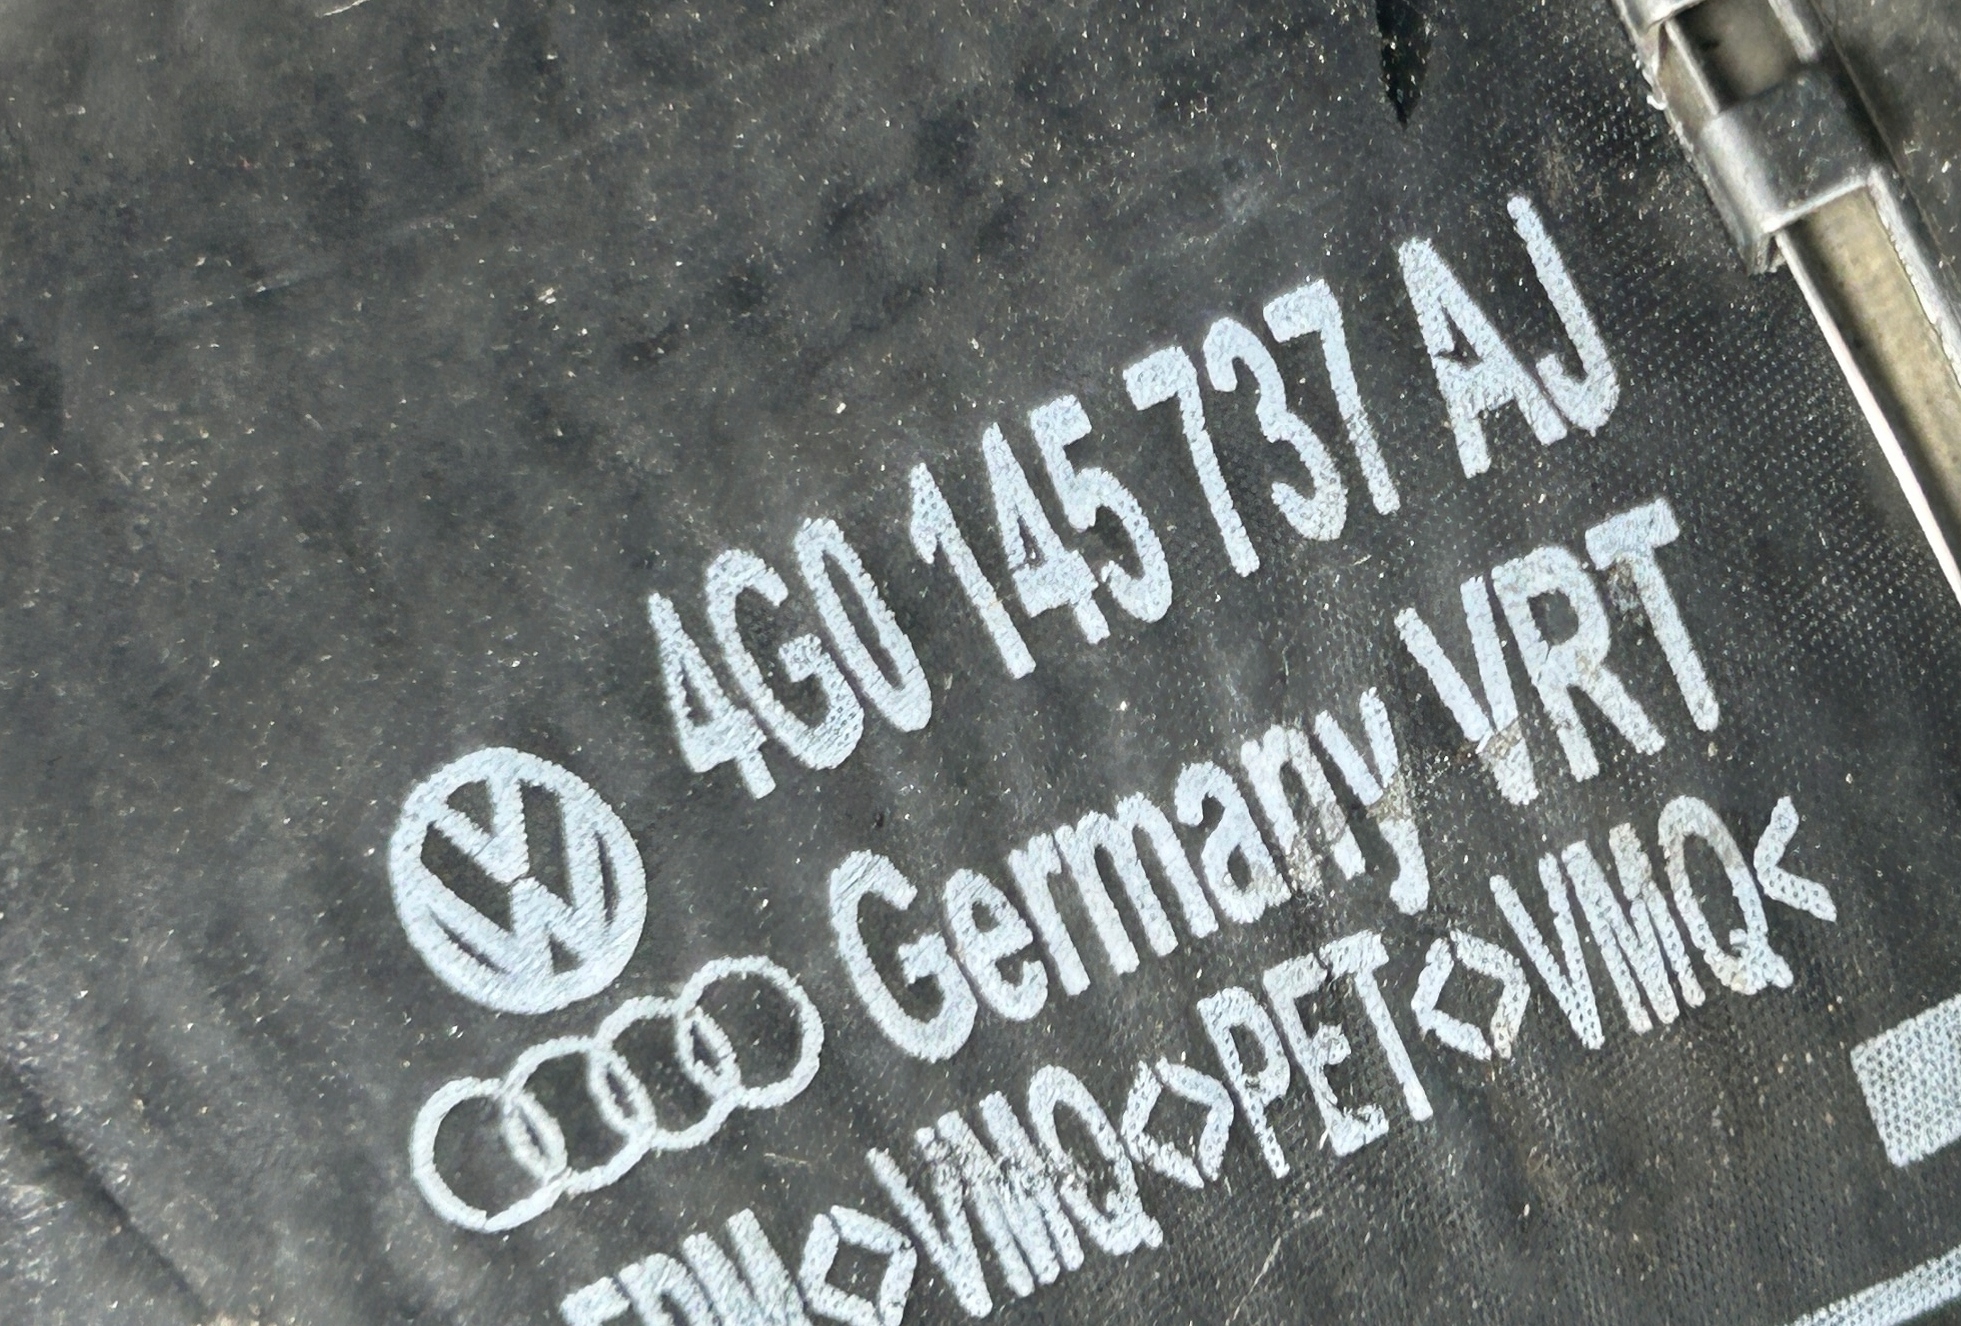 4G0 145 737 AJ
Germany VRT
<VMQ<>PET<>VMQ<